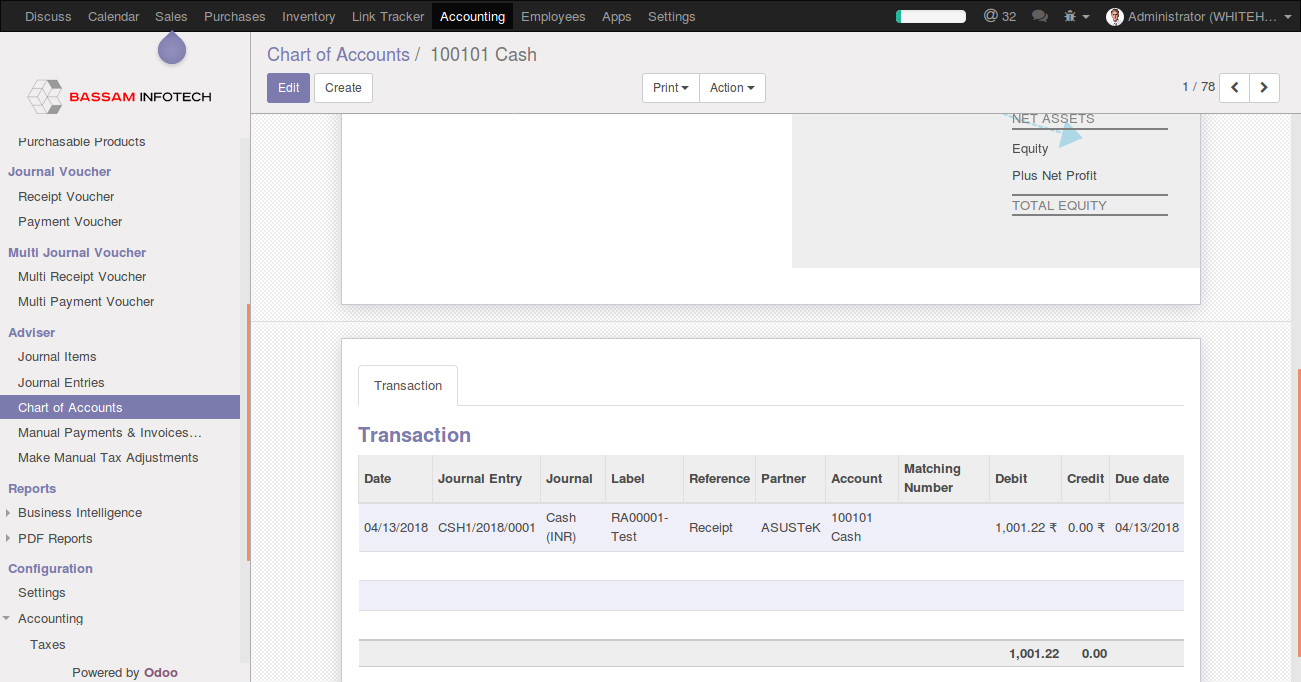 Discuss Calendar Sales Purchases Inventory Link Tracker Accounting Employees Apps Settings @ 32 Administrator (WHITEH...
BASSAM INFOTECH
Purchasable Products
Journal Voucher
Receipt Voucher
Payment Voucher
Multi Journal Voucher
Multi Receipt Voucher
Multi Payment Voucher
Adviser
Journal Items
Journal Entries
Chart of Accounts
Manual Payments & Invoices...
Make Manual Tax Adjustments
Reports
Business Intelligence
PDF Reports
Configuration
Settings
Accounting
Taxes
Powered by Odoo
Chart of Accounts / 100101 Cash
Edit Create Print Action 1 / 78
NET ASSETS
Equity
Plus Net Profit
TOTAL EQUITY
Transaction
Transaction
Date Journal Entry Journal Label Reference Partner Account Matching Number Debit Credit Due date
04/13/2018 CSH1/2018/0001 Cash (INR) RA00001-Test Receipt ASUSTeK 100101 Cash 1,001.22 ₹ 0.00 ₹ 04/13/2018
1,001.22 0.00